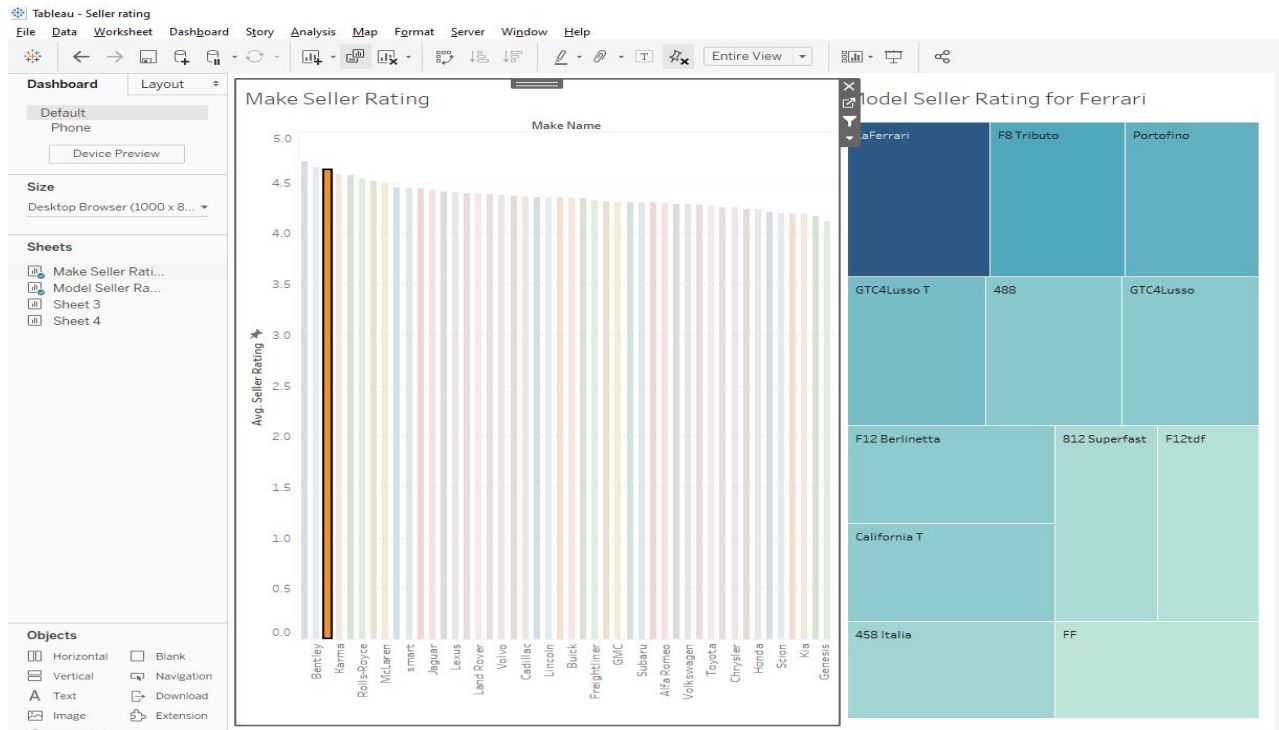 Tableau - Seller rating
File Data Worksheet Dashboard Story Analysis Map Format Server Window Help
Entire View
Dashboard Layout
Default
Phone
Device Preview
Size
Desktop Browser (1000 x 8...
Sheets
Make Seller Rati...
Model Seller Ra...
Sheet 3
Sheet 4
Objects
Horizontal Blank
Vertical Navigation
A Text Download
Image Extension
Make Seller Rating
Make Name
5.0
4.5
4.0
3.5
3.0
2.5
2.0
1.5
1.0
0.5
0.0
Avg. Seller Rating
Bentley
Karma
Rolls-Royce
McLaren
smart
Jaguar
Lexus
Land Rover
Volvo
Cadillac
Lincoln
Buick
Freightliner
GMC
Subaru
Alfa Romeo
Volkswagen
Toyota
Chrysler
Honda
Scion
Kia
Genesis
Model Seller Rating for Ferrari
aFerrari F8 Tributo Portofino
GTC4Lusso T 488 GTC4Lusso
F12 Berlinetta 812 Superfast F12tdf
California T
458 Italia FF